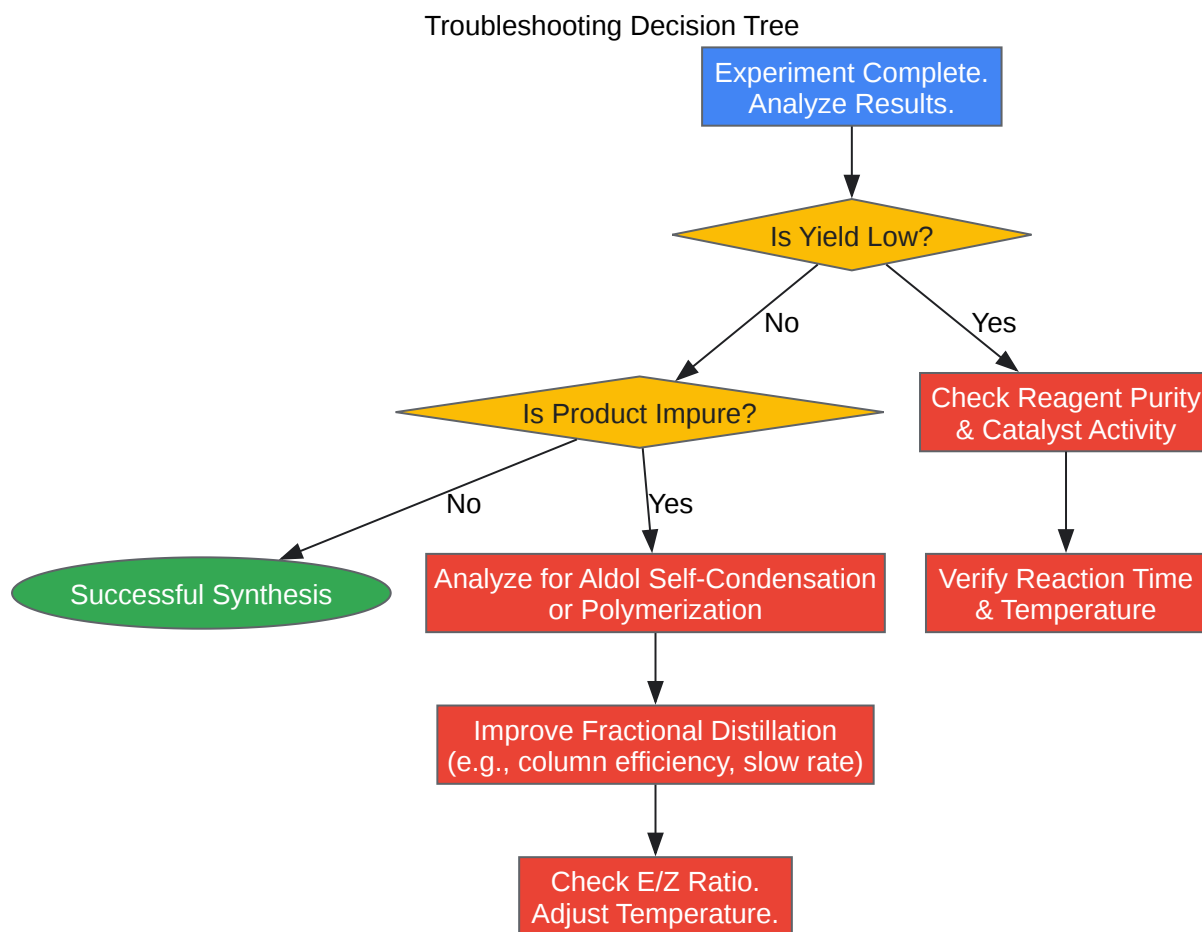 Troubleshooting Decision Tree
Experiment Complete.
Analyze Results.
Is Yield Low?
No
Yes
Is Product Impure?
Check Reagent Purity
& Catalyst Activity
No
Yes
Successful Synthesis
Analyze for Aldol Self-Condensation
or Polymerization
Verify Reaction Time
& Temperature
Improve Fractional Distillation
(e.g., column efficiency, slow rate)
Check E/Z Ratio.
Adjust Temperature.